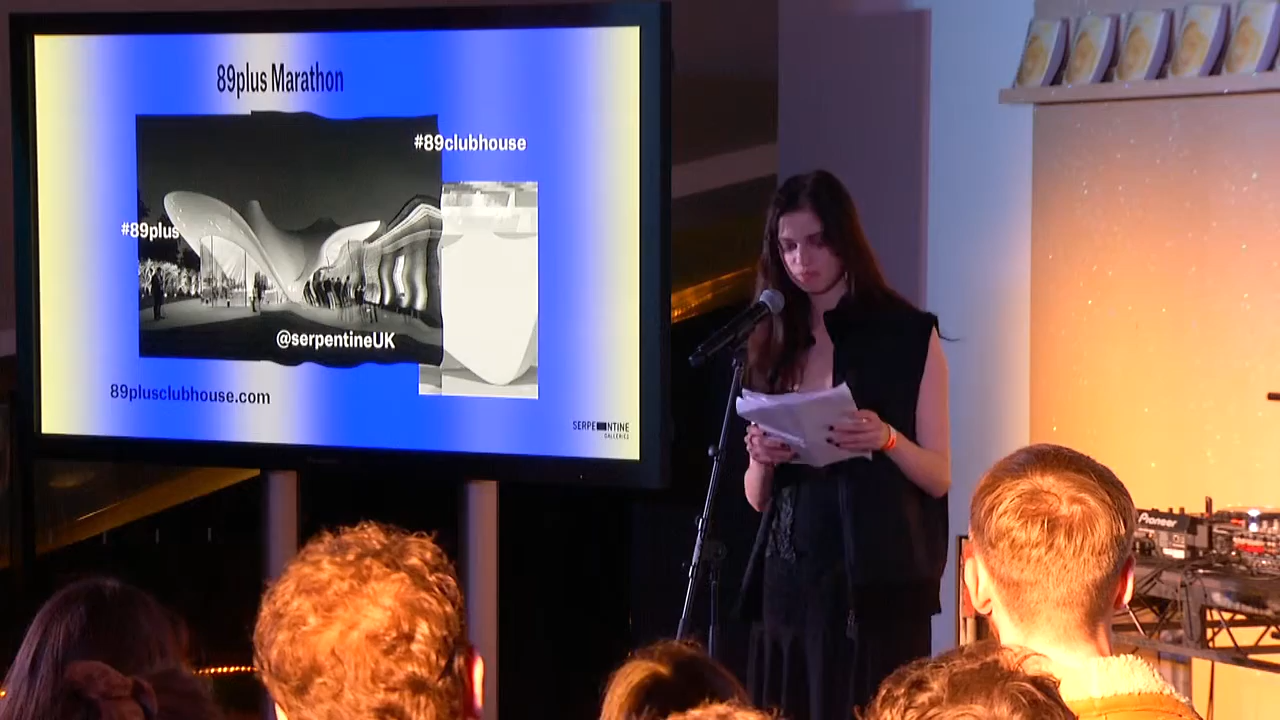 89plus Marathon
#89clubhouse
#89plus
@serpentineUK
89plusclubhouse.com
SERPENTINE
GALLERIES
Pioneer